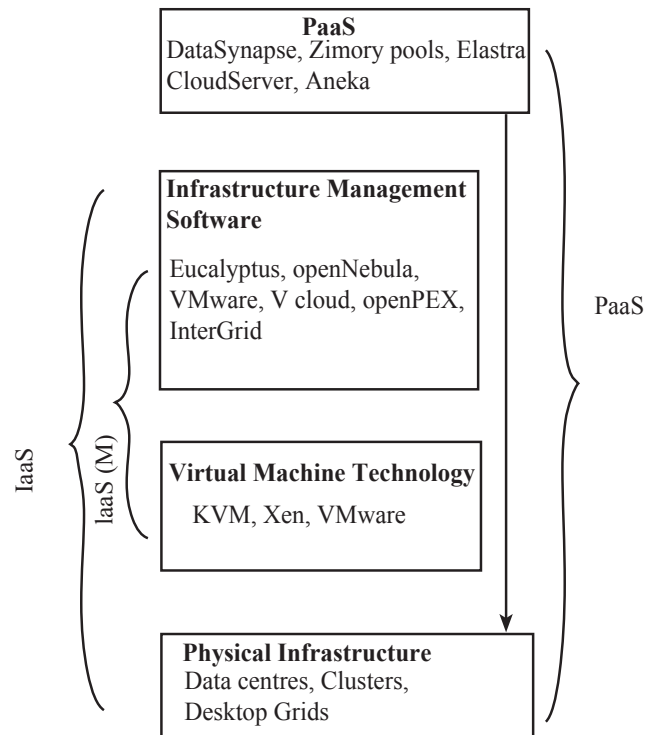 PaaS
DataSynapse, Zimory pools, Elastra
CloudServer, Aneka
Infrastructure Management
Software
Eucalyptus, openNebula,
VMware, V cloud, openPEX,
InterGrid
PaaS
IaaS
IaaS (M)
Virtual Machine Technology
KVM, Xen, VMware
Physical Infrastructure
Data centres, Clusters,
Desktop Grids